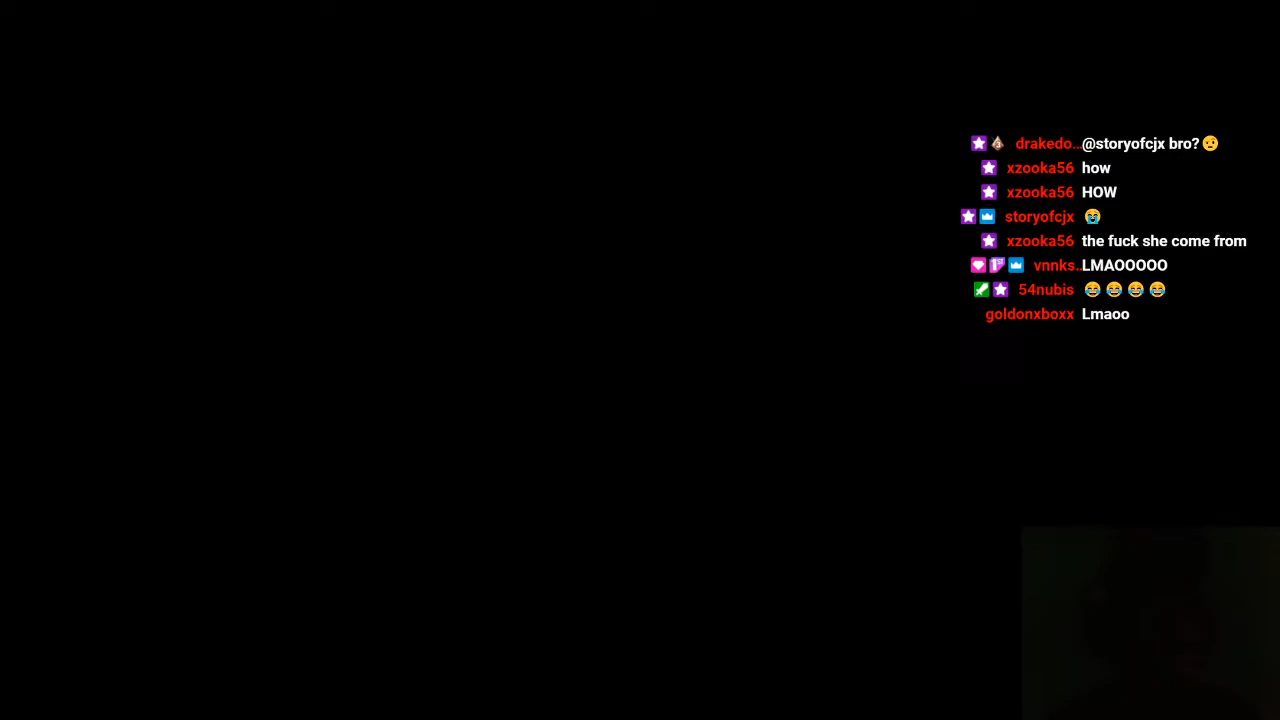 drakedo...@storyofcjx bro?🤨
xzooka56 how
xzooka56 HOW
storyofcjx 😭
xzooka56 the fuck she come from
vnnks...LMAOOOOO
54nubis 😂😂😂😂
goldonxboxx Lmaoo